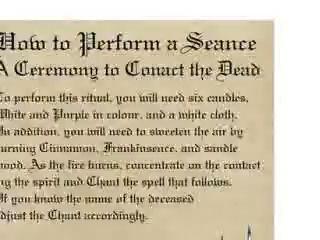 How to Perform a Seance
A Ceremony to Conact the Dead
To perform this ritual, you will need six candles,
White and Purple in colour, and a white cloth.
In addition, you will need to sweeten the air by
urning Cinnamon, Frankinsence, and sandle
wood. As the fire turns, concentrate on the contact
ng the spirit and Chant the spell that follows.
If you know the name of the deceased
djust the Chant accordingly.